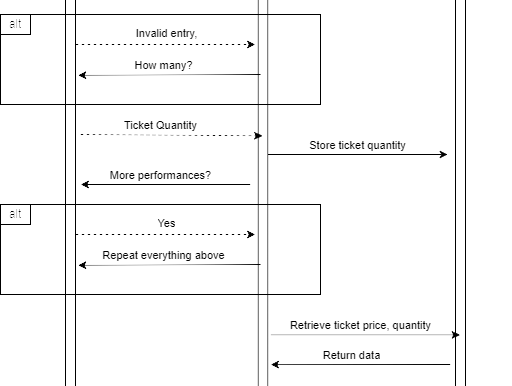 alt
Invalid entry,
How many?
Ticket Quantity
Store ticket quantity
More performances?
alt
Yes
Repeat everything above
Retrieve ticket price, quantity
Return data